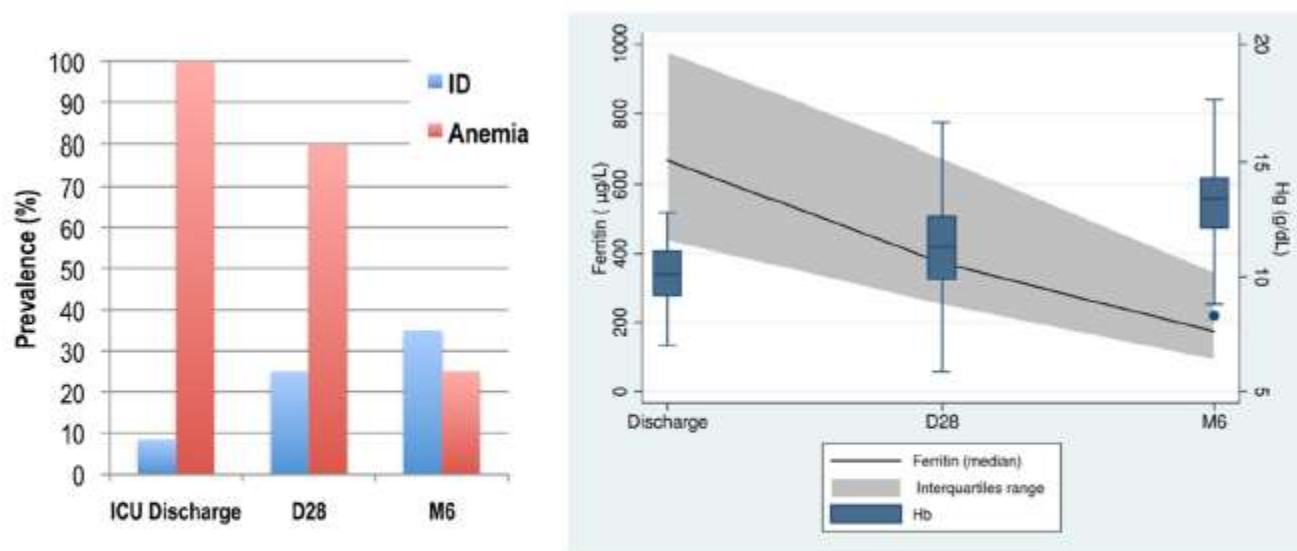 100
90
80
70
60
50
40
30
20
10
0
Prevalence (%)
ID
Anemia
ICU Discharge D28 M6
1000
800
600
400
200
0
Ferritin ( µg/L)
20
15
10
5
Hg (g/dL)
Discharge D28 M6
Ferritin (median)
Interquartiles range
Hb